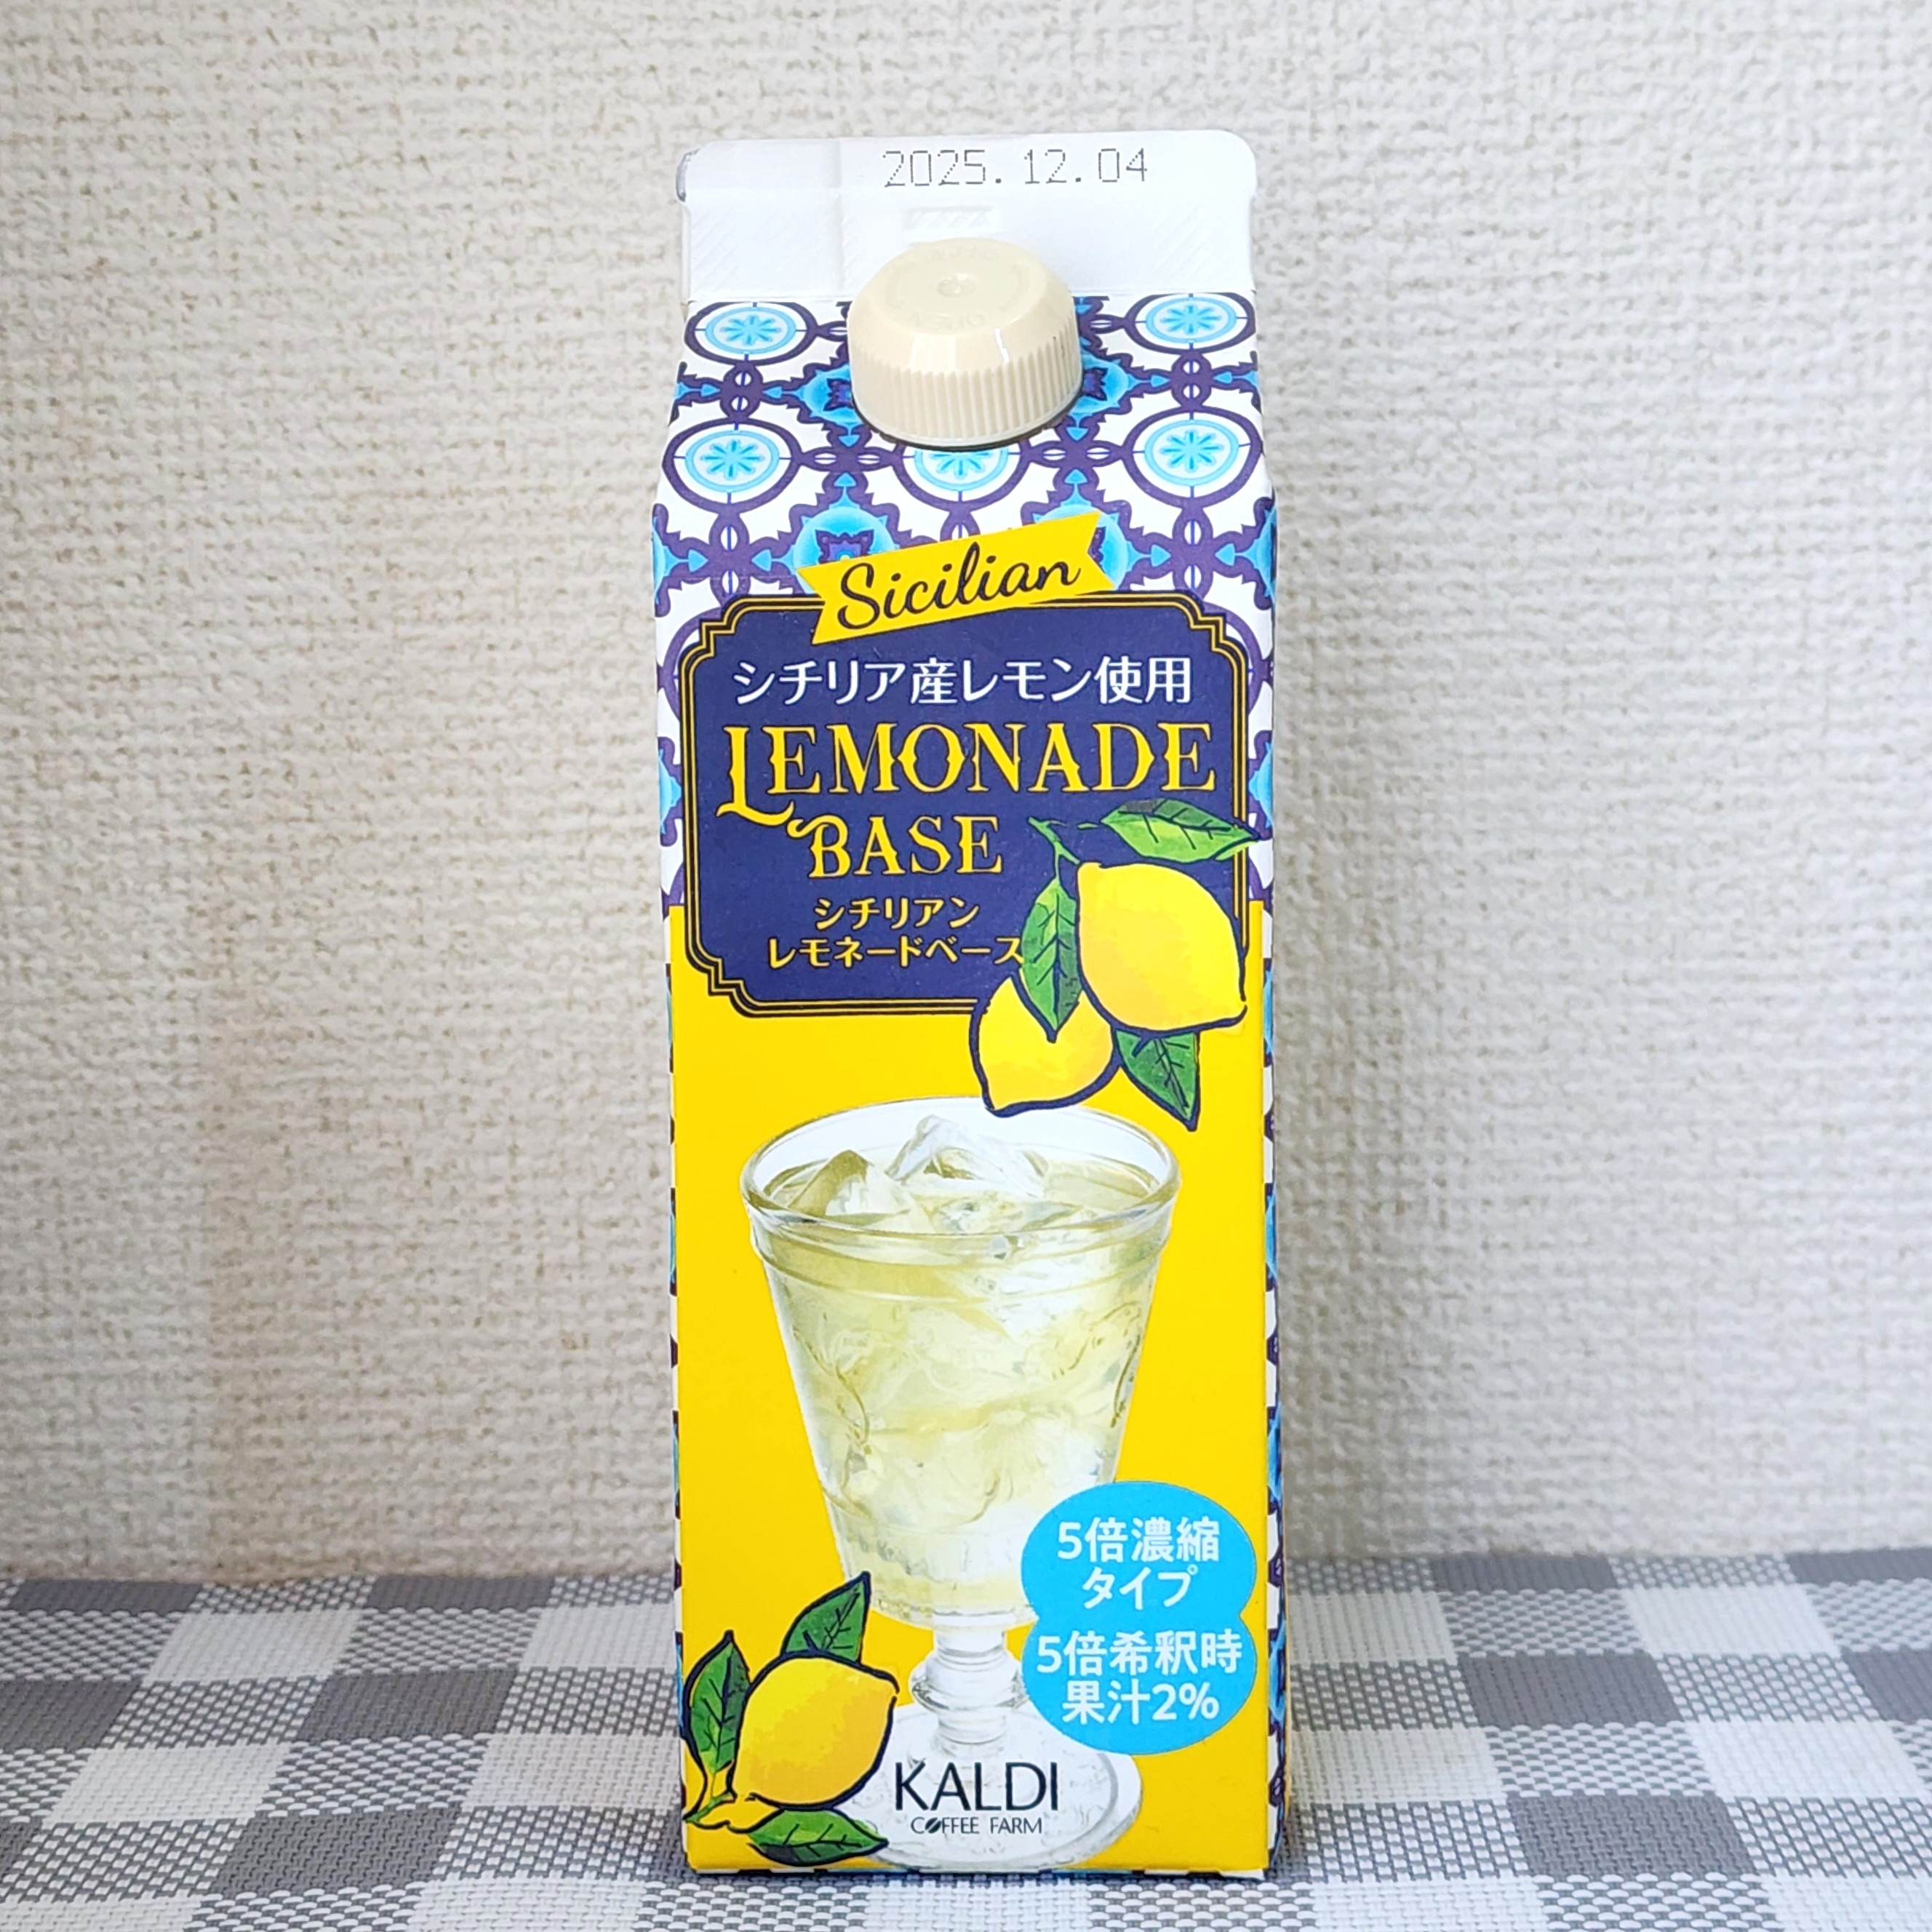 2025.12.04
Sicilian
シチリア産レモン使用
LEMONADE
BASE
シチリアン
レモネードベース
5倍濃縮
タイプ
5倍希釈時
果汁2%
KALDI
COFFEE FARM